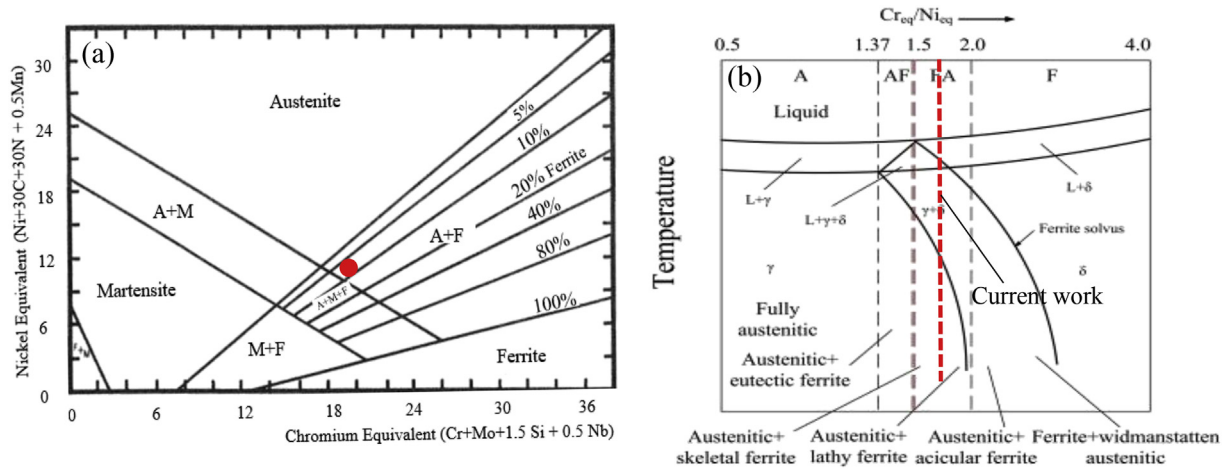 (a)
Nickel Equivalent (Ni+30C+30N + 0.5Mn)
30
24
18
12
6
0
Austenite
A+M
Martensite
F+M
M+F
A+M+F
A+F
Ferrite
5%
10%
20% Ferrite
40%
80%
100%
0
6
12
18
24
30
36
Chromium Equivalent (Cr+Mo+1.5 Si + 0.5 Nb)
(b)
Creq/Nieq
0.5
1.37
1.5
2.0
4.0
A
AF
FA
F
Liquid
L+γ
L+γ+δ
γ+δ
L+δ
Ferrite solvus
γ
δ
Current work
Fully
austenitic
Austenitic+
eutectic ferrite
Temperature
Austenitic+
skeletal ferrite
Austenitic+
lathy ferrite
Austenitic+
acicular ferrite
Ferrite+widmanstatten
austenitic